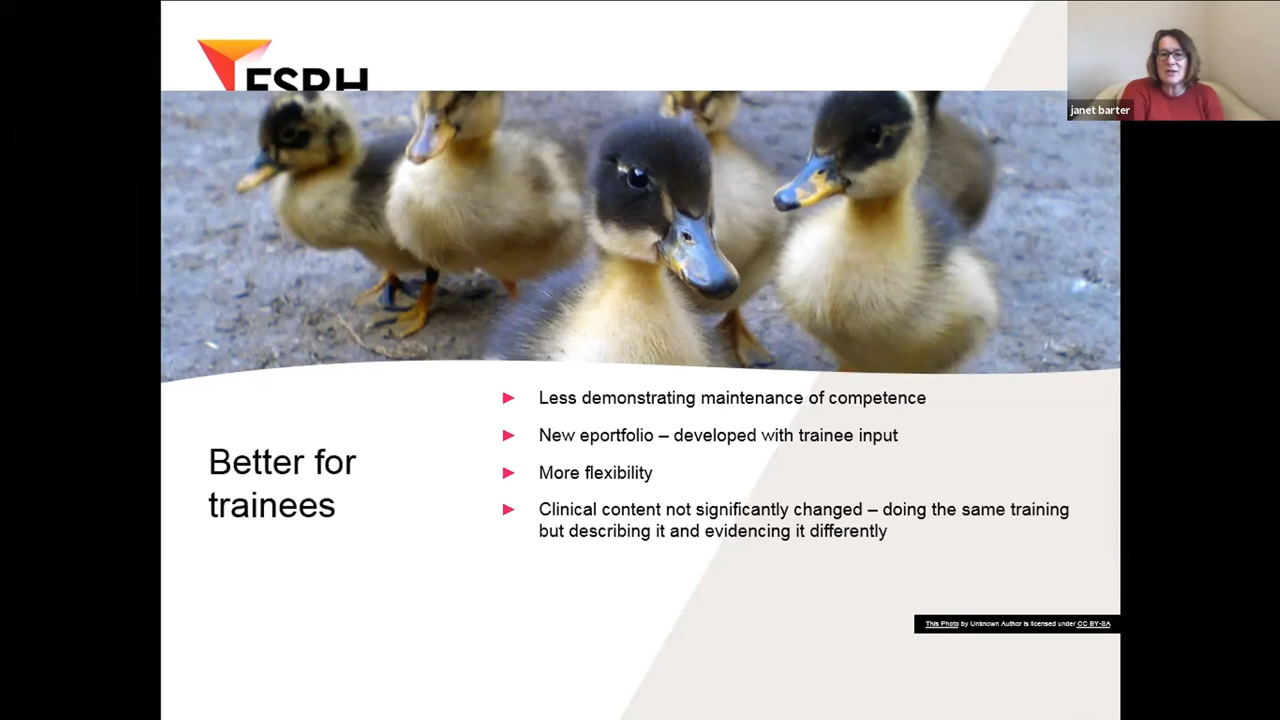 FSRH
janet barter
Better for
trainees
Less demonstrating maintenance of competence
New eportfolio – developed with trainee input
More flexibility
Clinical content not significantly changed – doing the same training
but describing it and evidencing it differently
This Photo by Unknown Author is licensed under CC BY-SA